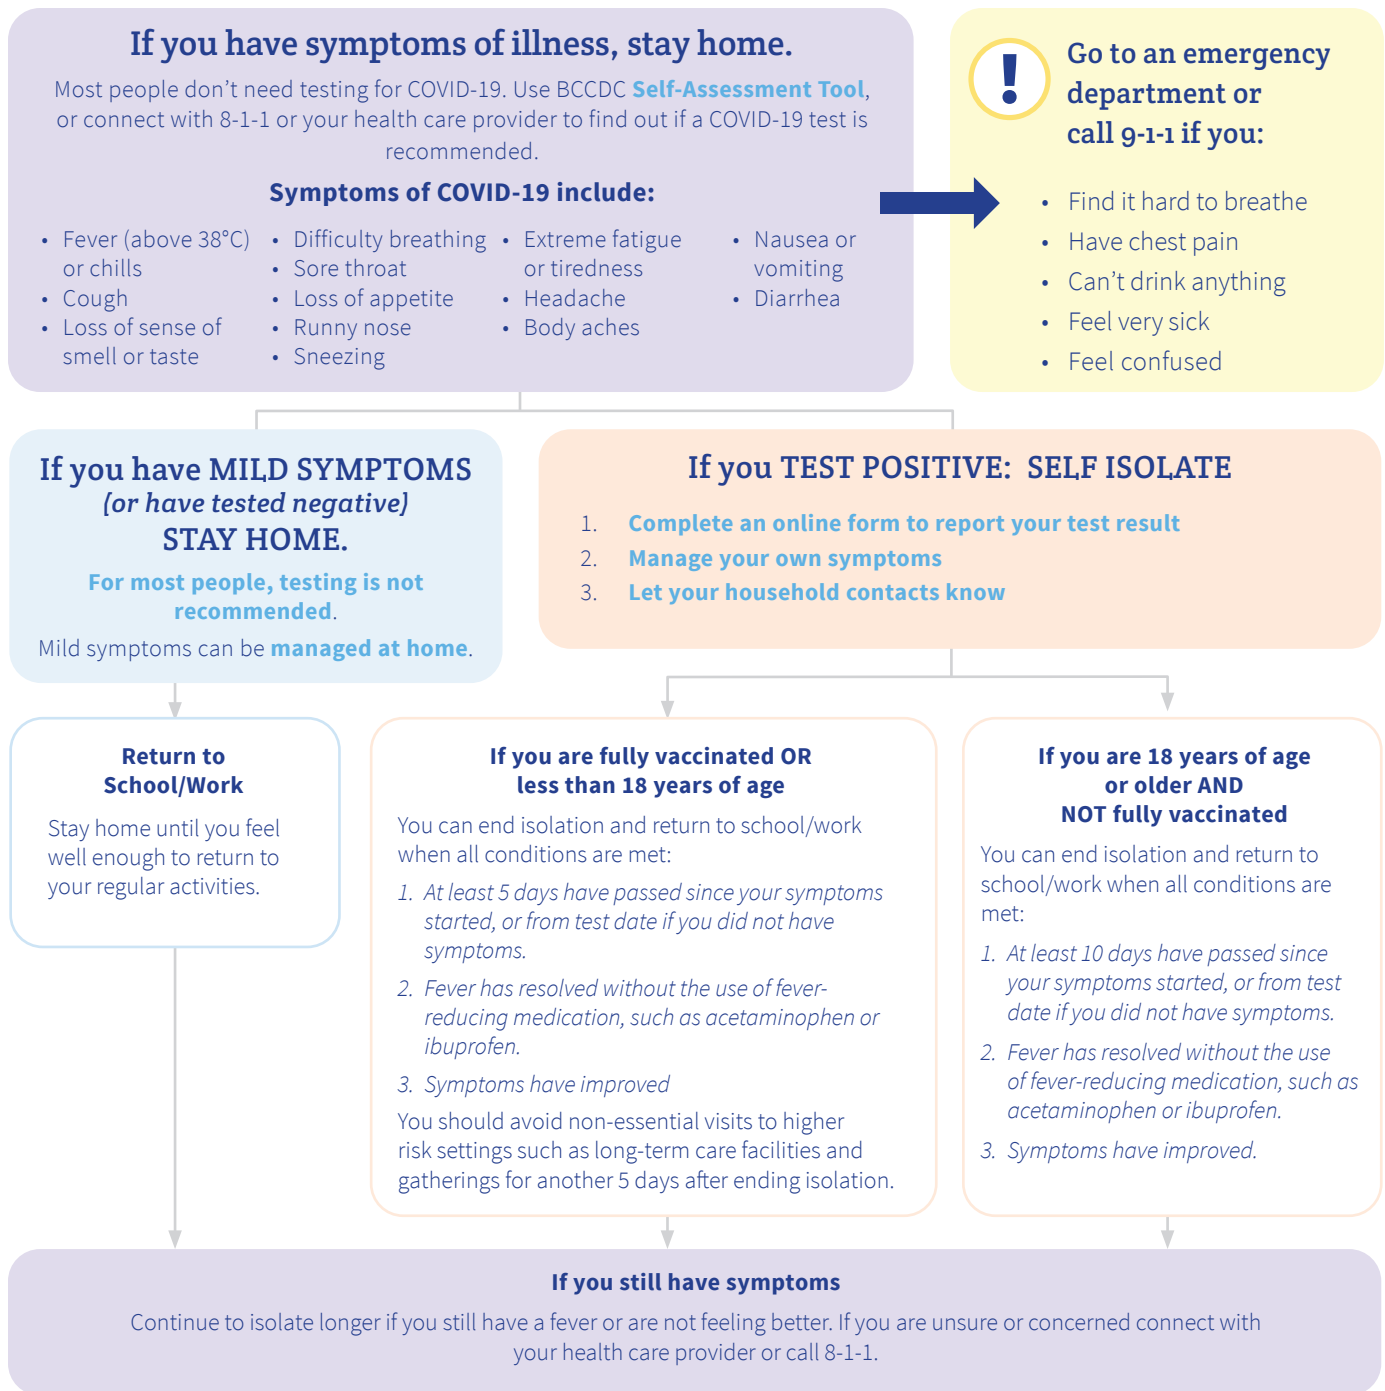 If you have symptoms of illness, stay home.
Most people don't need testing for COVID-19. Use BCCDC Self-Assessment Tool,
or connect with 8-1-1 or your health care provider to find out if a COVID-19 test is
recommended.
Symptoms of COVID-19 include:
• Fever (above 38°C)
or chills
• Cough
• Loss of sense of
smell or taste
• Difficulty breathing
• Sore throat
• Loss of appetite
• Runny nose
• Sneezing
• Extreme fatigue
or tiredness
• Headache
• Body aches
• Nausea or
vomiting
• Diarrhea
!
Go to an emergency
department or
call 9-1-1 if you:
• Find it hard to breathe
• Have chest pain
• Can't drink anything
• Feel very sick
• Feel confused
If you have MILD SYMPTOMS
(or have tested negative)
STAY HOME.
For most people, testing is not
recommended.
Mild symptoms can be managed at home.
If you TEST POSITIVE: SELF ISOLATE
1. Complete an online form to report your test result
2. Manage your own symptoms
3. Let your household contacts know
Return to
School/Work
Stay home until you feel
well enough to return to
your regular activities.
If you are fully vaccinated OR
less than 18 years of age
You can end isolation and return to school/work
when all conditions are met:
1. At least 5 days have passed since your symptoms
started, or from test date if you did not have
symptoms.
2. Fever has resolved without the use of fever-
reducing medication, such as acetaminophen or
ibuprofen.
3. Symptoms have improved
You should avoid non-essential visits to higher
risk settings such as long-term care facilities and
gatherings for another 5 days after ending isolation.
If you are 18 years of age
or older AND
NOT fully vaccinated
You can end isolation and return to
school/work when all conditions are
met:
1. At least 10 days have passed since
your symptoms started, or from test
date if you did not have symptoms.
2. Fever has resolved without the use
of fever-reducing medication, such as
acetaminophen or ibuprofen.
3. Symptoms have improved.
If you still have symptoms
Continue to isolate longer if you still have a fever or are not feeling better. If you are unsure or concerned connect with
your health care provider or call 8-1-1.